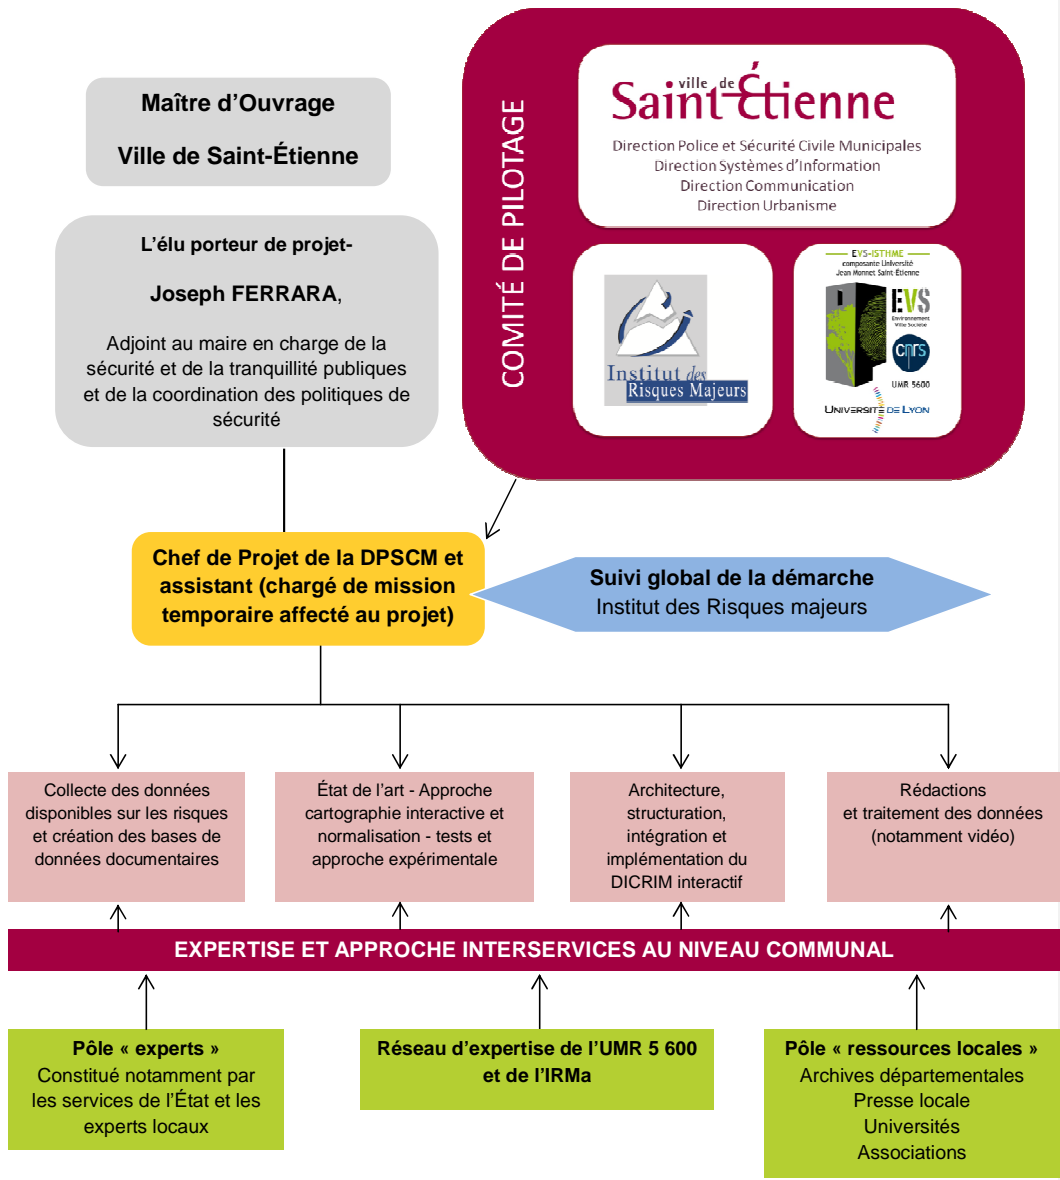 Maître d'Ouvrage
Ville de Saint-Étienne
L'élu porteur de projet-
Joseph FERRARA,
Adjoint au maire en charge de la
sécurité et de la tranquillité publiques
et de la coordination des politiques de
sécurité
COMITÉ DE PILOTAGE
ville de
Saint-Étienne
Direction Police et Sécurité Civile Municipales
Direction Systèmes d'Information
Direction Communication
Direction Urbanisme
Institut des
Risques Majeurs
EVS-ISTHME
composante Université
Jean Monnet Saint-Étienne
EVS
Environnement
Ville Société
cnrs
UMR 5600
UNIVERSITÉ DE LYON
Chef de Projet de la DPSCM et
assistant (chargé de mission
temporaire affecté au projet)
Suivi global de la démarche
Institut des Risques majeurs
Collecte des données
disponibles sur les risques
et création des bases de
données documentaires
État de l'art - Approche
cartographie interactive et
normalisation - tests et
approche expérimentale
Architecture,
structuration,
intégration et
implémentation du
DICRIM interactif
Rédactions
et traitement des données
(notamment vidéo)
EXPERTISE ET APPROCHE INTERSERVICES AU NIVEAU COMMUNAL
Pôle « experts »
Constitué notamment par
les services de l'État et les
experts locaux
Réseau d'expertise de l'UMR 5 600
et de l'IRMa
Pôle « ressources locales »
Archives départementales
Presse locale
Universités
Associations